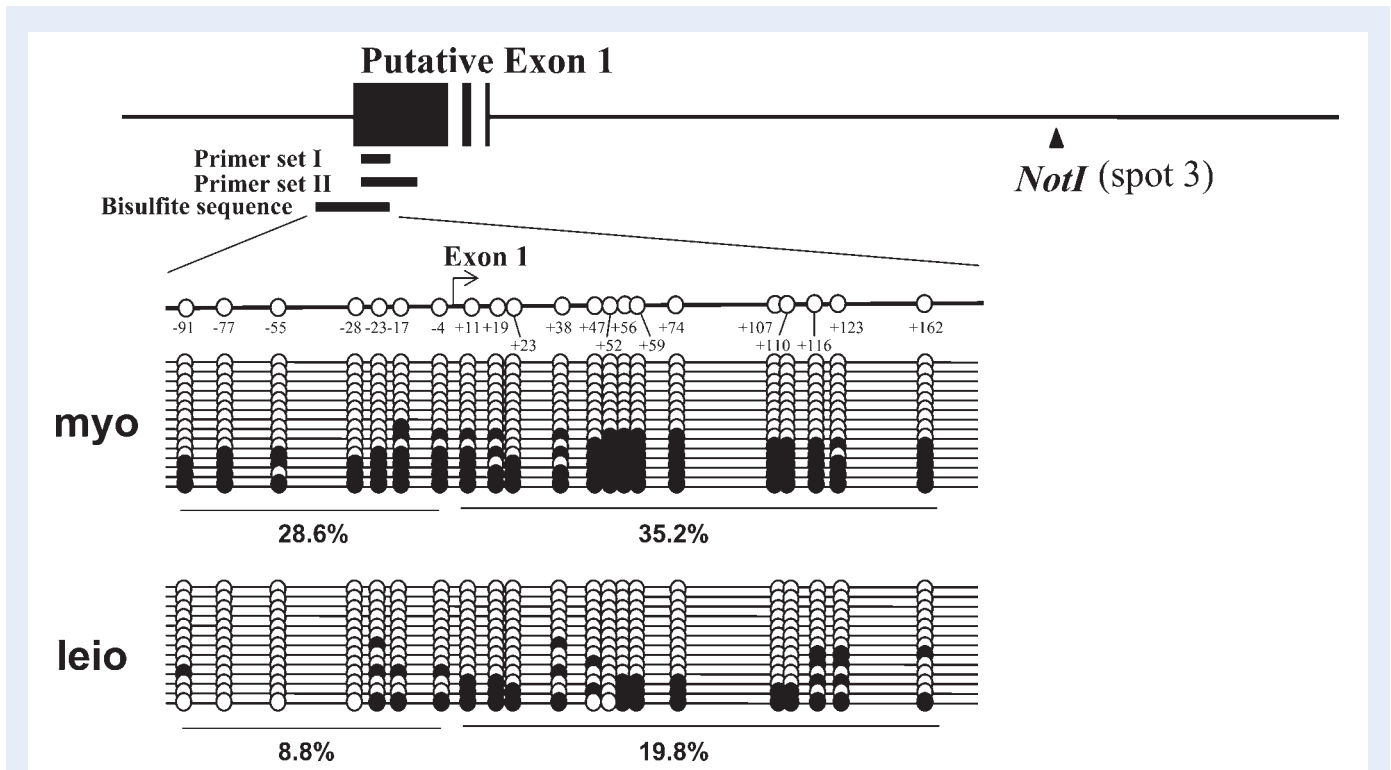 Putative Exon 1
Primer set I
Primer set II
Bisulfite sequence
NotI (spot 3)
Exon 1
-91 -77 -55 -28 -23 -17 -4 +11 +19 +38 +47 +56 +74 +107 +123 +162
+23 +52 +59 +110 +116
myo
28.6% 35.2%
leio
8.8% 19.8%